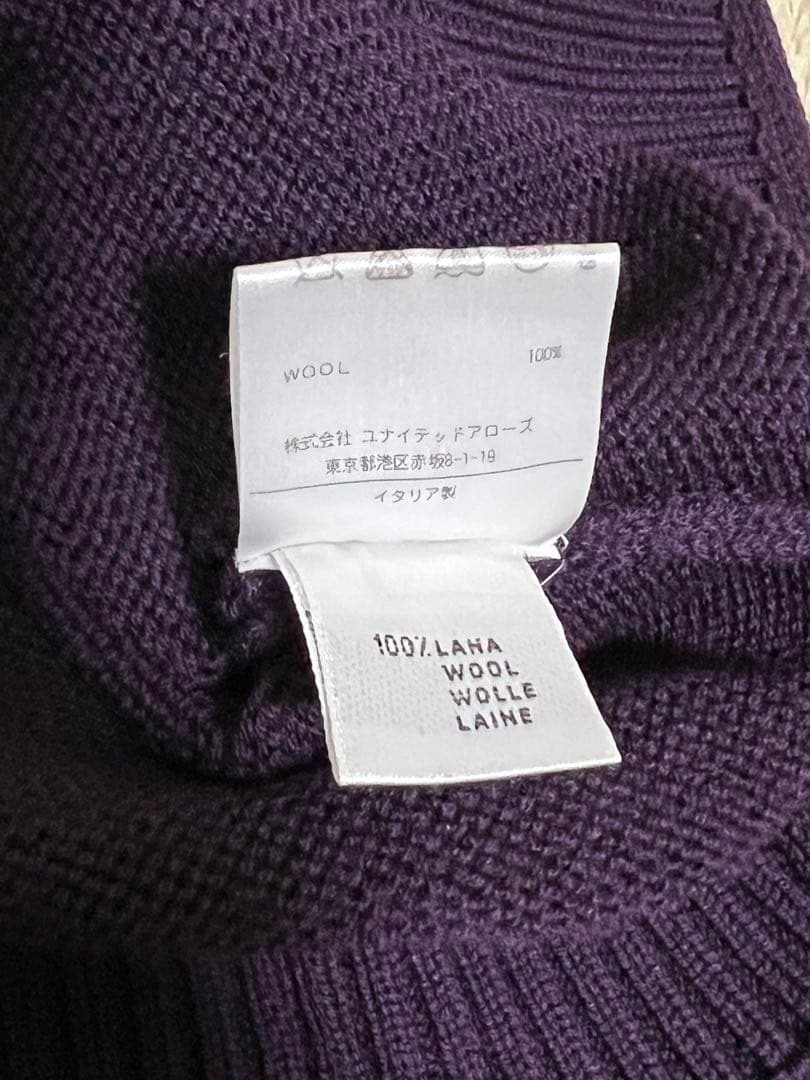 WOOL 100%
株式会社 ユナイテッドアローズ
東京都港区赤坂8-1-19
イタリア製
100% LANA
WOOL
WOLLE
LAINE